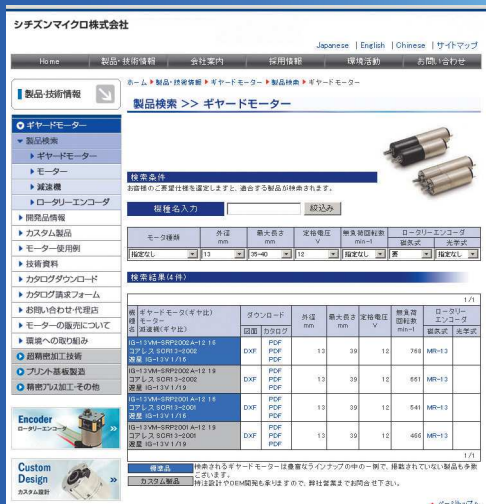 シチズンマイクロ株式会社
Japanese | English | Chinese | サイトマップ
Home 製品・技術情報 会社案内 採用情報 環境活動 お問い合わせ
ホーム ▶ 製品・技術情報 ▶ ギヤードモーター ▶ 製品検索 ▶ ギヤードモーター
製品・技術情報
製品検索 >> ギヤードモーター
ギヤードモーター
製品検索
ギヤードモーター
モーター
減速機
ロータリーエンコーダ
開発品情報
カスタム製品
モーター使用例
技術資料
カタログダウンロード
カタログ請求フォーム
お問い合わせ・代理店
モーターの販売について
環境への取り組み
超精密加工技術
プリント基板製造
精密プレス加工・その他
Encoder
ロータリーエンコーダ
Custom
Design
カスタム設計
検索条件
お客様のご要望仕様を選定しますと、適合する製品が検索されます。
機種名入力 絞込み
モータ種類 外径 mm 最大長さ mm 定格電圧 V 無負荷回転数 min-1 ロータリーエンコーダ
磁気式 光学式
指定なし 13 35-40 12 指定なし 要 指定なし
検索結果(4件)
1/1
機種名 ギヤードモータ(ギヤ比) モーター 減速機(ギヤ比) ダウンロード 外径 mm 最大長さ mm 定格電圧 V 無負荷回転数 min-1 ロータリーエンコーダ
図面 カタログ 磁気式 光学式
IG-13VM-SRP2002A-12 16 PDF
コアレス SCR13-2002 DXF PDF 13 39 12 768 MR-13
遊星 IG-13V 1/16 PDF
IG-13VM-SRP2002A-12 19 PDF
コアレス SCR13-2002 DXF PDF 13 39 12 651 MR-13
遊星 IG-13V 1/19 PDF
IG-13VM-SRP2001A-12 16 PDF
コアレス SCR13-2001 DXF PDF 13 39 12 541 MR-13
遊星 IG-13V 1/16 PDF
IG-13VM-SRP2001A-12 19 PDF
コアレス SCR13-2001 DXF PDF 13 39 12 466 MR-13
遊星 IG-13V 1/19 PDF
1/1
標準品 検索されるギヤードモーターは豊富なラインナップの中の一例で、掲載されていない製品も多数
ございます。
カスタム製品 特注設計やOEM開発も承りますので、弊社営業までお問合せ下さい。